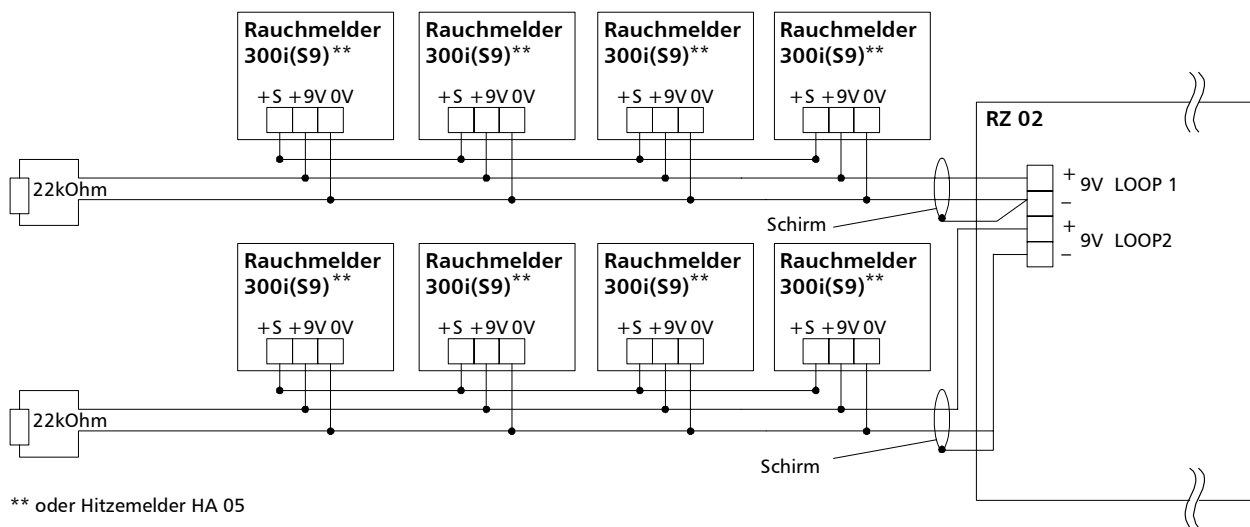 Rauchmelder
300i(S9)**
+S +9V 0V
Rauchmelder
300i(S9)**
+S +9V 0V
Rauchmelder
300i(S9)**
+S +9V 0V
Rauchmelder
300i(S9)**
+S +9V 0V
RZ 02
22kOhm
+
9V LOOP 1
–
+
9V LOOP2
–
Schirm
Rauchmelder
300i(S9)**
+S +9V 0V
Rauchmelder
300i(S9)**
+S +9V 0V
Rauchmelder
300i(S9)**
+S +9V 0V
Rauchmelder
300i(S9)**
+S +9V 0V
22kOhm
Schirm
** oder Hitzemelder HA 05